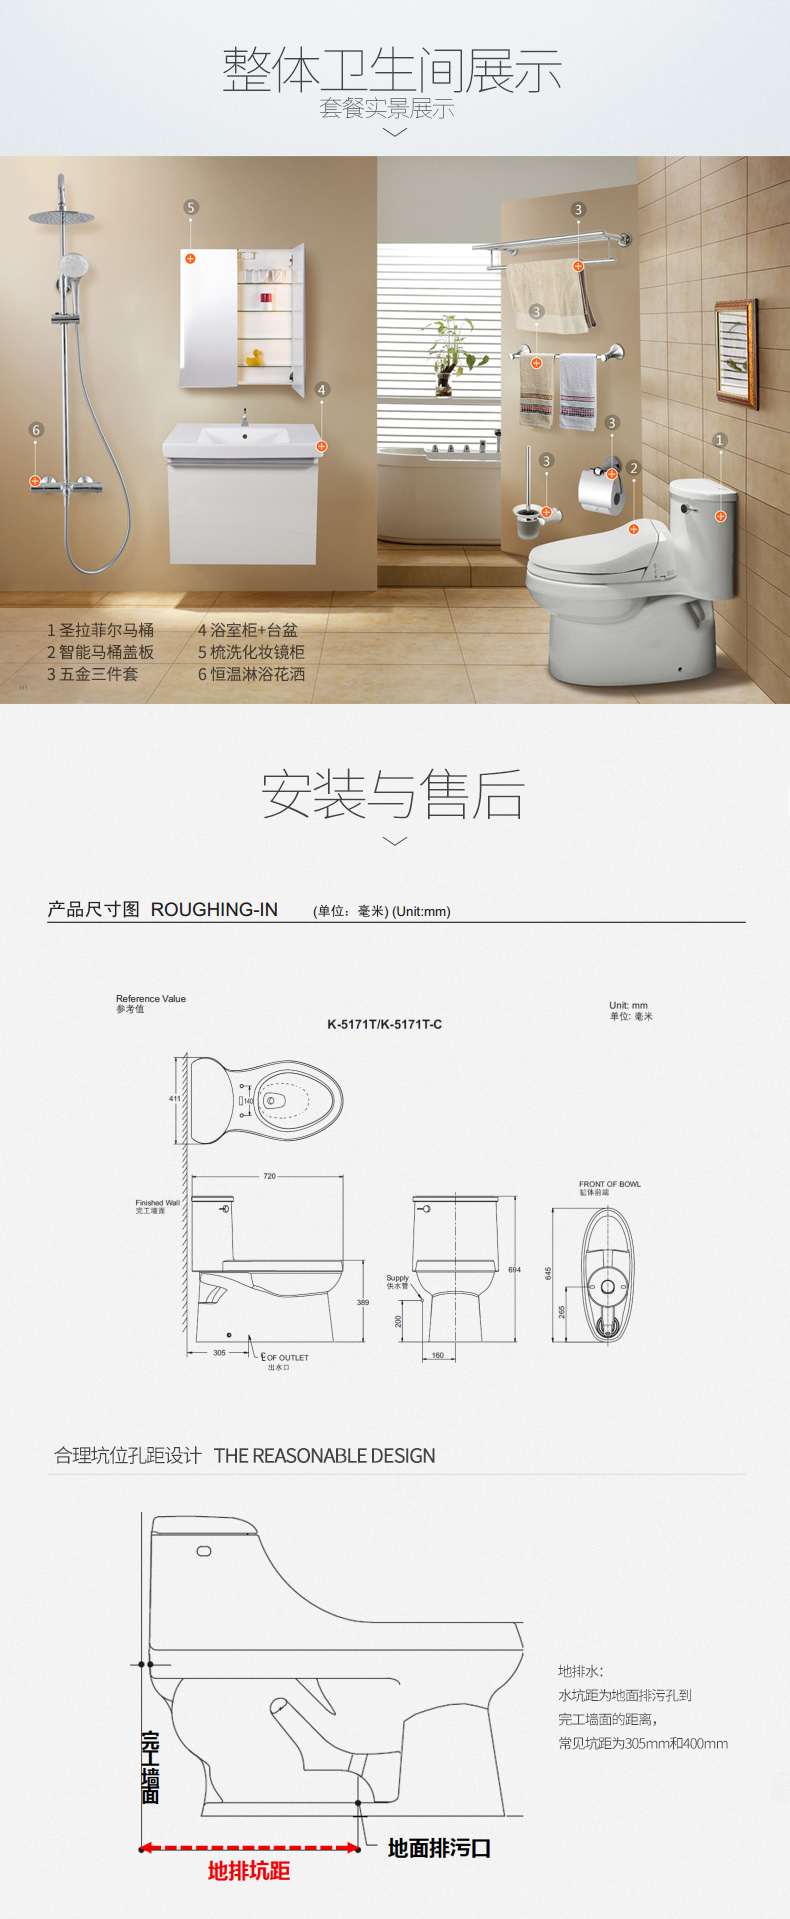 整体卫生间展示
套餐实景展示
5
3
3
4
3
6
1
3
2
1 圣拉菲尔马桶
4 浴室柜+台盆
2 智能马桶盖板
5 梳洗化妆镜柜
3 五金三件套
6 恒温淋浴花洒
安装与售后
产品尺寸图 ROUGHING-IN (单位：毫米) (Unit:mm)
Reference Value
参考值
Unit: mm
单位: 毫米
K-5171T/K-5171T-C
411
140
720
Finished Wall
完工墙面
FRONT OF BOWL
缸体前端
Supply
供水管
694
645
389
265
200
305
160
℄ OF OUTLET
出水口
合理坑位孔距设计 THE REASONABLE DESIGN
地排水：
水坑距为地面排污孔到
完工墙面的距离，
常见坑距为305mm和400mm
完工墙面
地面排污口
地排坑距